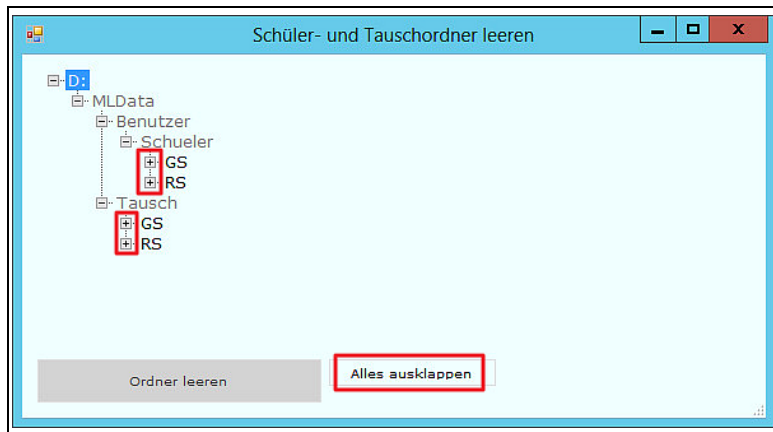 Schüler- und Tauschordner leeren
D:
MLData
Benutzer
Schueler
GS
RS
Tausch
GS
RS
Ordner leeren
Alles ausklappen